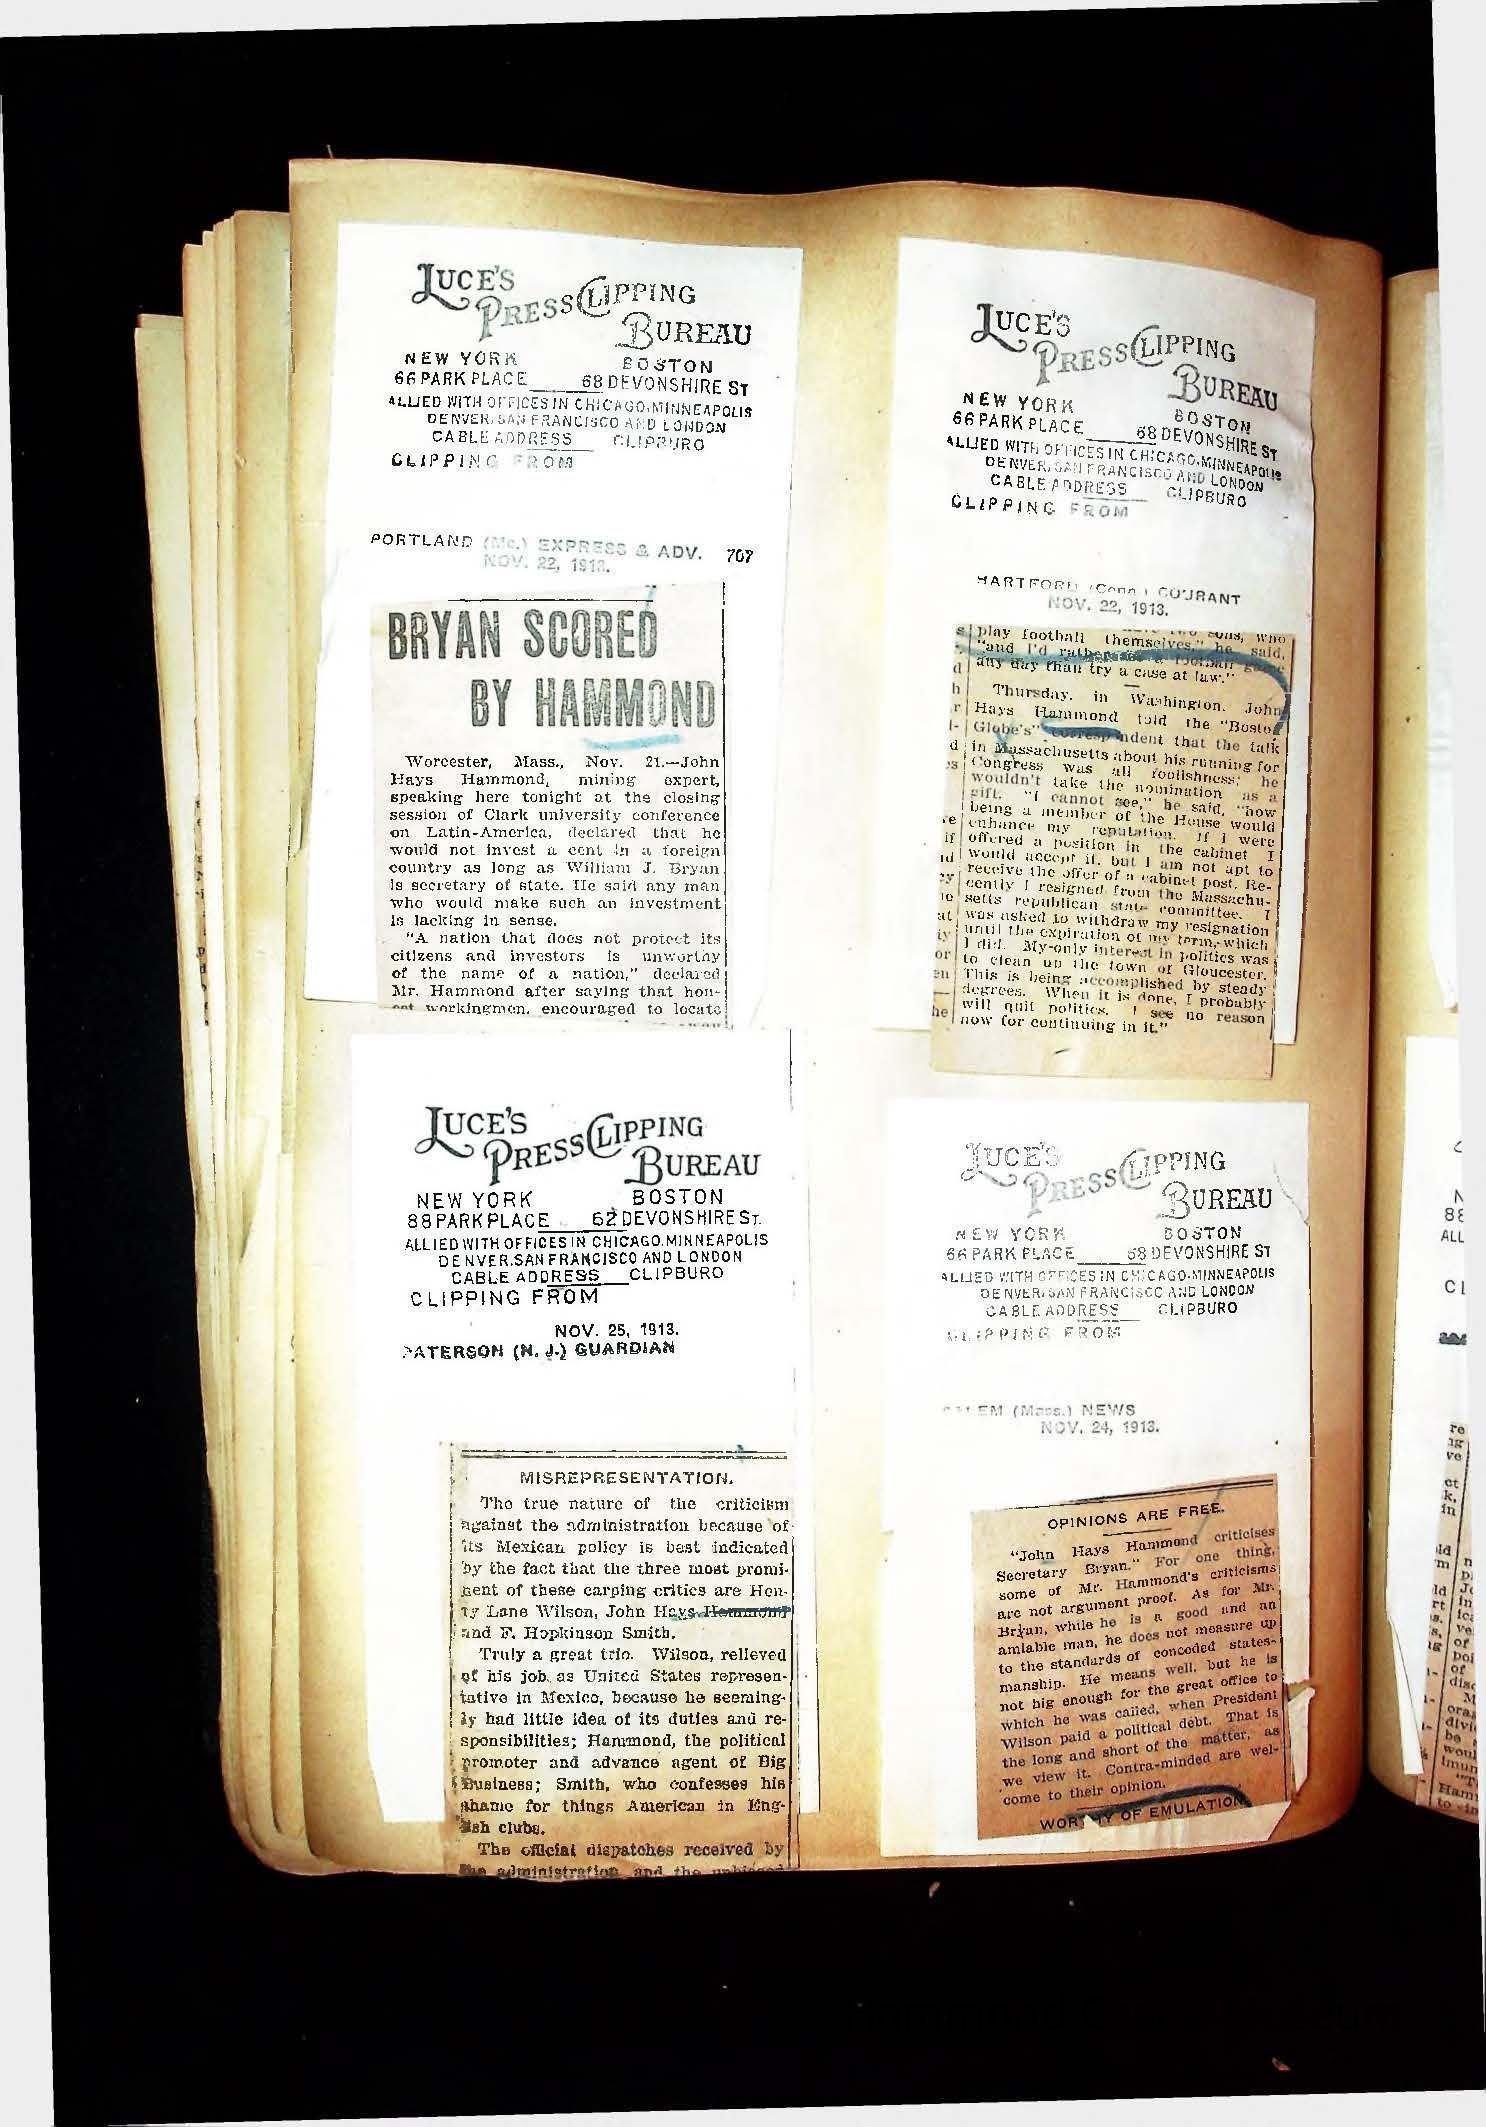 LUCE'S
PRESS CLIPPING
BUREAU
NEW YORK BOSTON
66 PARK PLACE 68 DEVONSHIRE ST
ALLIED WITH OFFICES IN CHICAGO, MINNEAPOLIS
DENVER, SAN FRANCISCO AND LONDON
CABLE ADDRESS CLIPBURO
CLIPPING FROM
PORTLAND (Me.) EXPRESS & ADV. 707
NOV. 22, 1913.
BRYAN SCORED
BY HAMMOND
Worcester, Mass., Nov. 21.—John
Hays Hammond, mining expert,
speaking here tonight at the closing
session of Clark university conference
on Latin-America, declared that he
would not invest a cent in a foreign
country as long as William J. Bryan
is secretary of state. He said any man
who would make such an investment
is lacking in sense.
"A nation that does not protect its
citizens and investors is unworthy
of the name of a nation," declared
Mr. Hammond after saying that hon-
est workingmen, encouraged to locate
LUCE'S
PRESS CLIPPING
BUREAU
NEW YORK BOSTON
66 PARK PLACE 68 DEVONSHIRE ST
ALLIED WITH OFFICES IN CHICAGO, MINNEAPOLIS
DENVER, SAN FRANCISCO AND LONDON
CABLE ADDRESS CLIPBURO
CLIPPING FROM
HARTFORD (Conn.) COURANT
NOV. 22, 1913.
sons, who
play football themselves," he said,
"and I'd rather a football game
any day than try a case at law."
Thursday, in Washington, John
Hays Hammond told the "Boston
Globe's" correspondent that the talk
in Massachusetts about his running for
Congress was all foolishness; he
wouldn't take the nomination as a
gift. "I cannot see," he said, "how
being a member of the House would
enhance my reputation. If I were
offered a position in the cabinet I
would accept it, but I am not apt to
receive the offer of a cabinet post. Re-
cently I resigned from the Massachu-
setts republican state committee. I
was asked to withdraw my resignation
until the expiration of my term, which
I did. My only interest in politics was
to clean up the town of Gloucester.
This is being accomplished by steady
degrees. When it is done, I probably
will quit politics. I see no reason
now for continuing in it."
LUCE'S
PRESS CLIPPING
BUREAU
NEW YORK BOSTON
88 PARK PLACE 62 DEVONSHIRE ST.
ALLIED WITH OFFICES IN CHICAGO, MINNEAPOLIS
DENVER, SAN FRANCISCO AND LONDON
CABLE ADDRESS CLIPBURO
CLIPPING FROM
NOV. 25, 1913.
PATERSON (N. J.) GUARDIAN
MISREPRESENTATION.
The true nature of the criticism
against the administration because of
its Mexican policy is best indicated
by the fact that the three most promi-
nent of these carping critics are Hen-
ry Lane Wilson, John Hays Hammond
and F. Hopkinson Smith.
Truly a great trio. Wilson, relieved
of his job as United States represen-
tative in Mexico, because he seeming-
ly had little idea of its duties and re-
sponsibilities; Hammond, the political
promoter and advance agent of Big
Business; Smith, who confesses his
shame for things American in Eng-
lish clubs.
The official dispatches received by
the administration and the
LUCE'S
PRESS CLIPPING
BUREAU
NEW YORK BOSTON
66 PARK PLACE 68 DEVONSHIRE ST
ALLIED WITH OFFICES IN CHICAGO, MINNEAPOLIS
DENVER, SAN FRANCISCO AND LONDON
CABLE ADDRESS CLIPBURO
CLIPPING FROM
SALEM (Mass.) NEWS
NOV. 24, 1913.
OPINIONS ARE FREE.
"John Hays Hammond criticises
Secretary Bryan." For one thing,
some of Mr. Hammond's criticisms
are not argument proof. As for Mr.
Bryan, while he is a good and an
amiable man, he does not measure up
to the standards of conceded states-
manship. He means well, but he is
not big enough for the great office to
which he was called, when President
Wilson paid a political debt. That is
the long and short of the matter, as
we view it. Contra-minded are wel-
come to their opinion.
WORTHY OF EMULATION